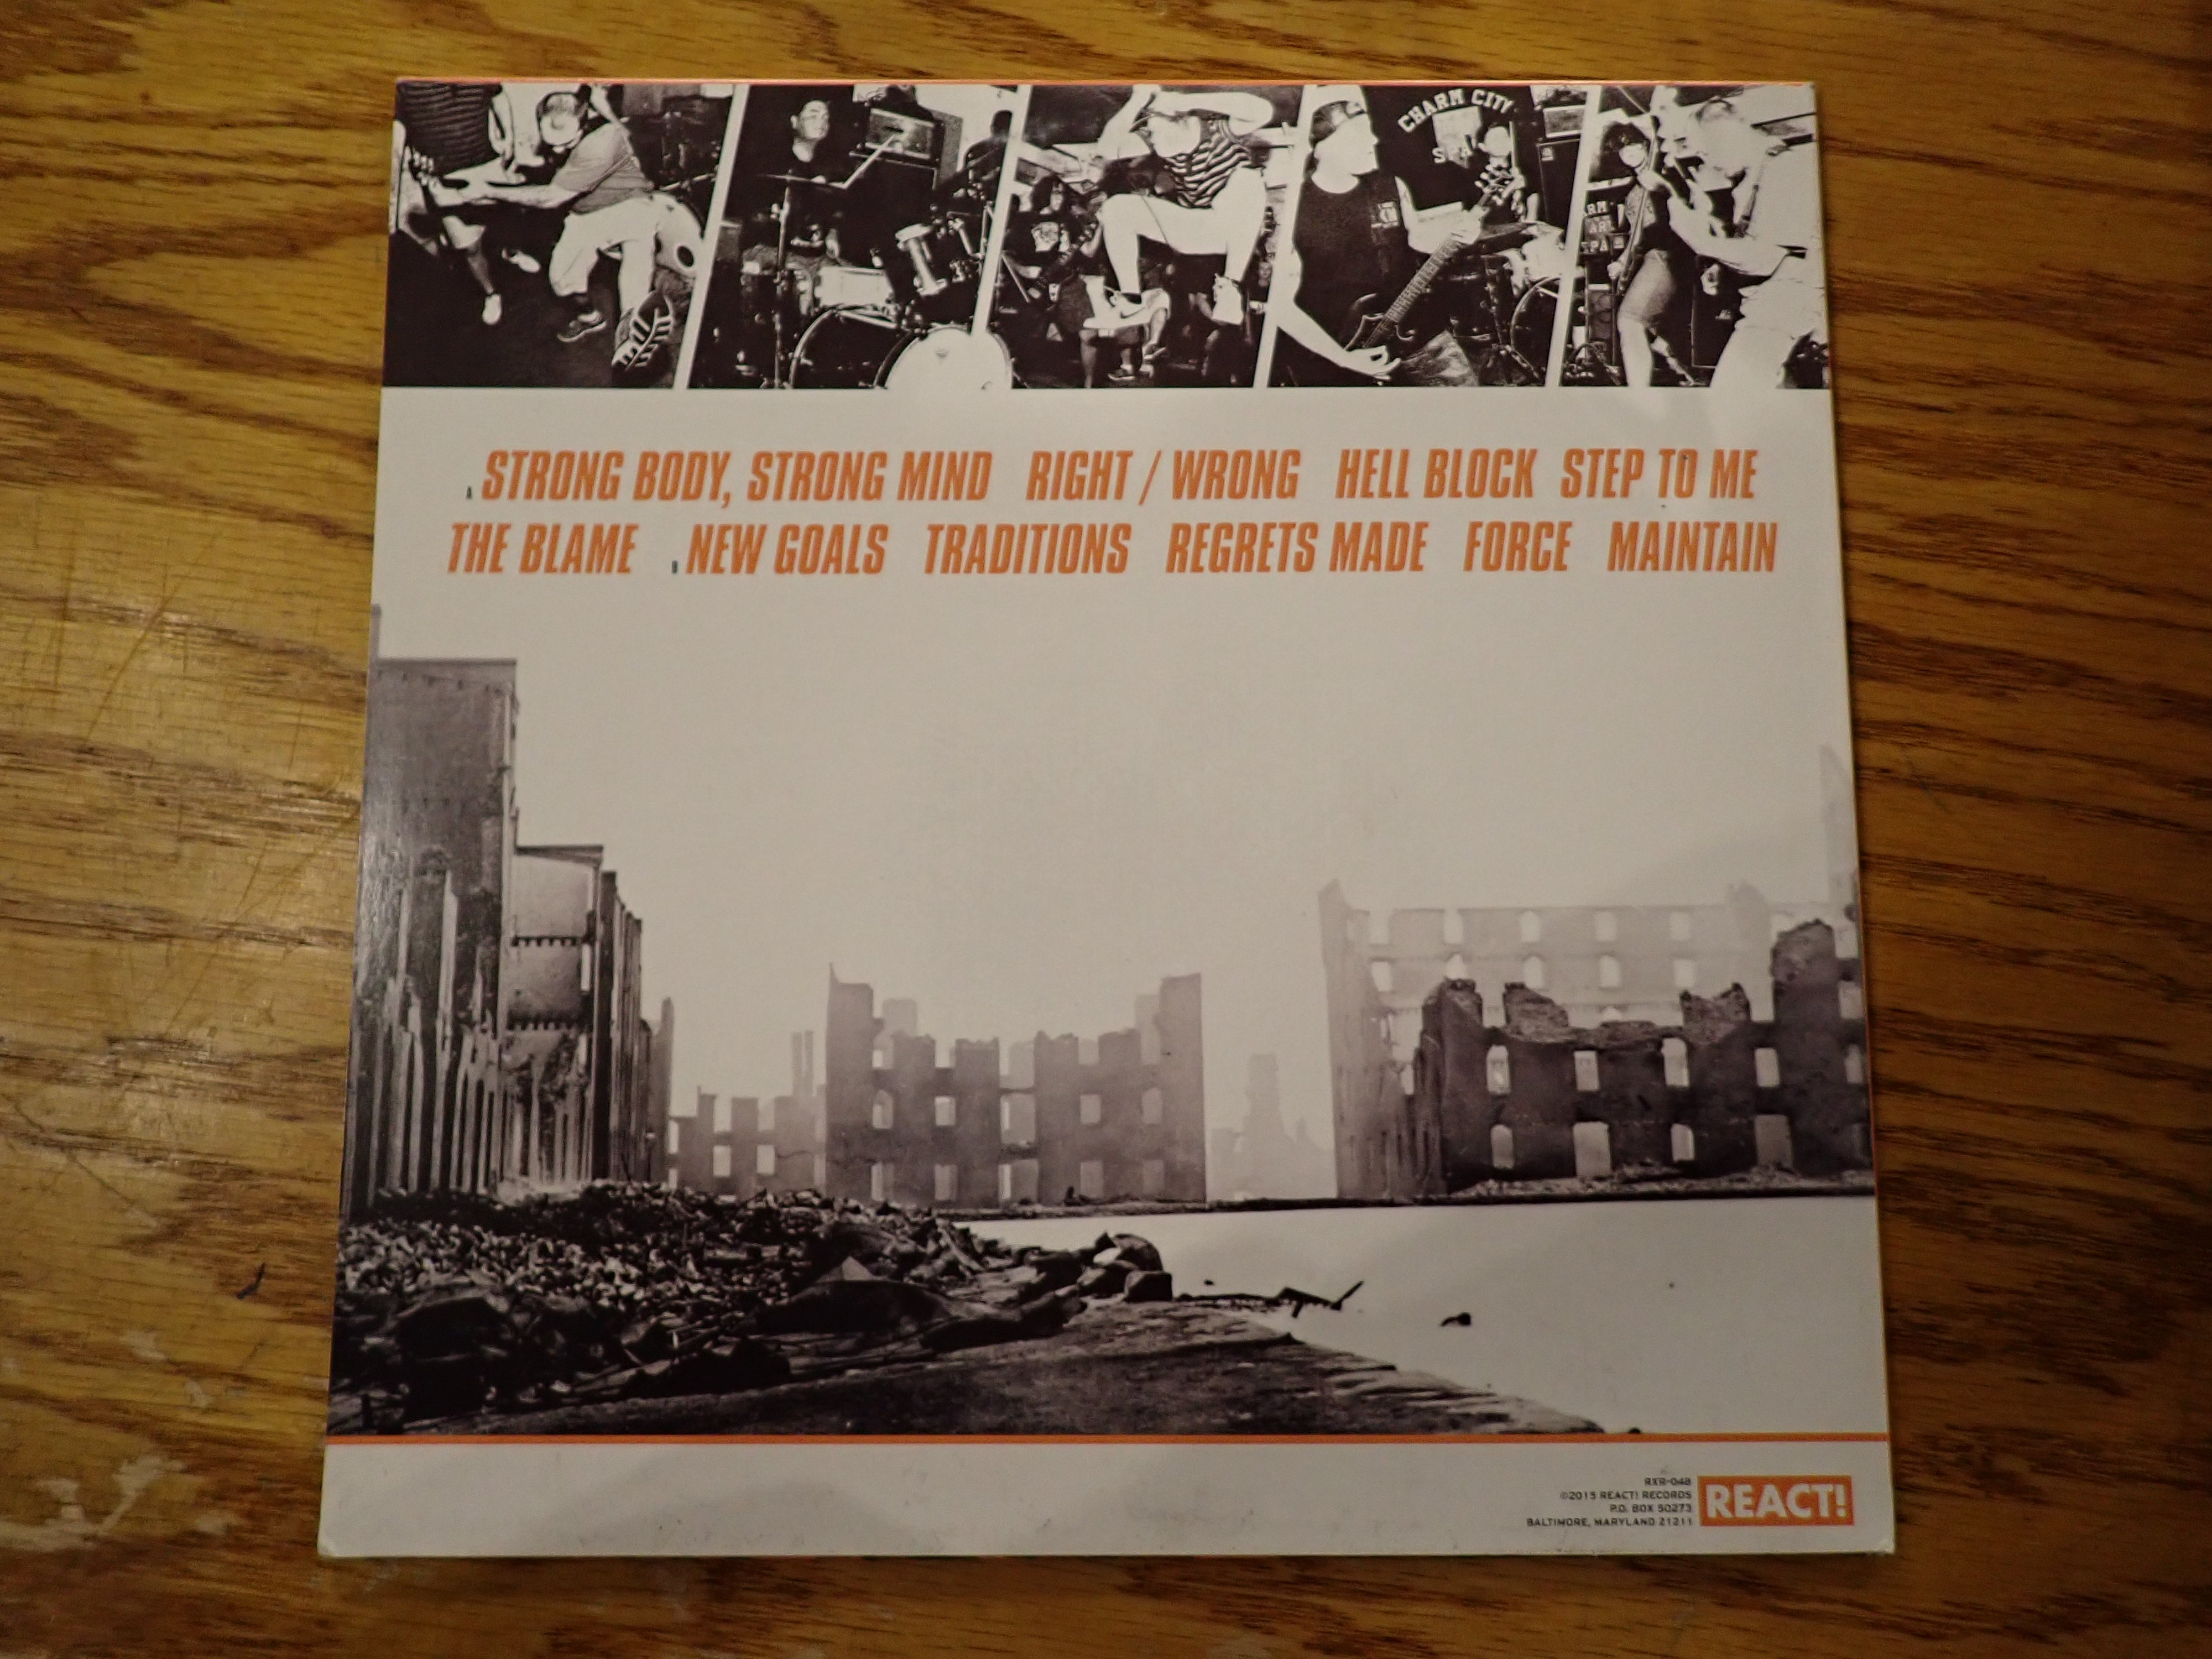 CHARM CITY
A STRONG BODY, STRONG MIND RIGHT / WRONG HELL BLOCK STEP TO ME
THE BLAME B NEW GOALS TRADITIONS REGRETS MADE FORCE MAINTAIN
RXR-048
©2015 REACT! RECORDS
P.O. BOX 50273
BALTIMORE, MARYLAND 21211
REACT!